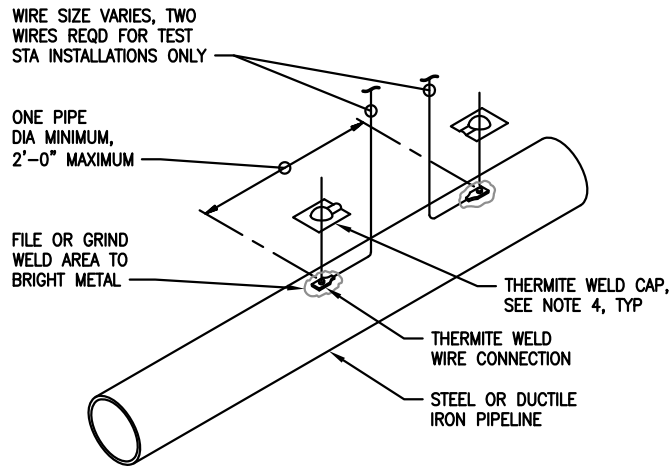 WIRE SIZE VARIES, TWO
WIRES REQD FOR TEST
STA INSTALLATIONS ONLY
ONE PIPE
DIA MINIMUM,
2'-0" MAXIMUM
FILE OR GRIND
WELD AREA TO
BRIGHT METAL
THERMITE WELD CAP,
SEE NOTE 4, TYP
THERMITE WELD
WIRE CONNECTION
STEEL OR DUCTILE
IRON PIPELINE